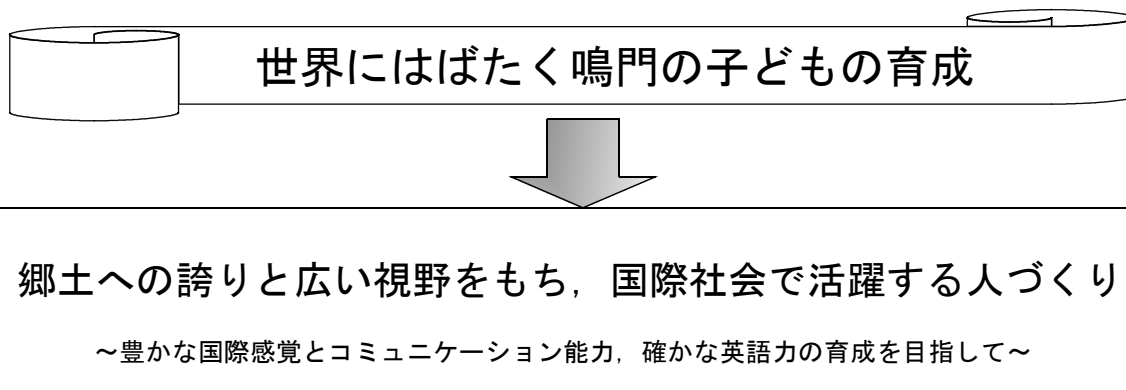 世界にはばたく鳴門の子どもの育成
郷土への誇りと広い視野をもち，国際社会で活躍する人づくり
～豊かな国際感覚とコミュニケーション能力，確かな英語力の育成を目指して～